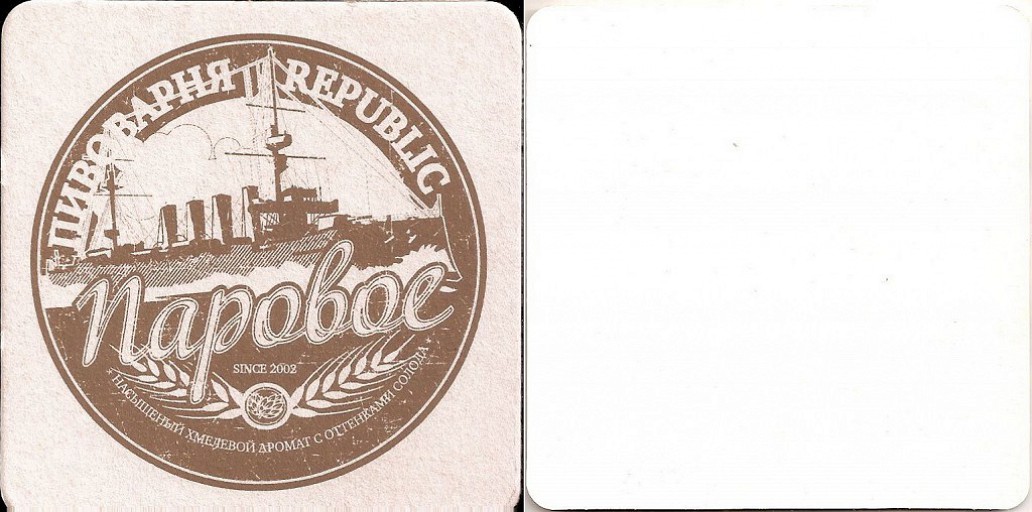 ПИВОВАРНЯ REPUBLIC
Паровое
SINCE 2002
НАСЫЩЕНЫЙ ХМЕЛЕВОЙ АРОМАТ С ОТТЕНКАМИ СОЛОДА